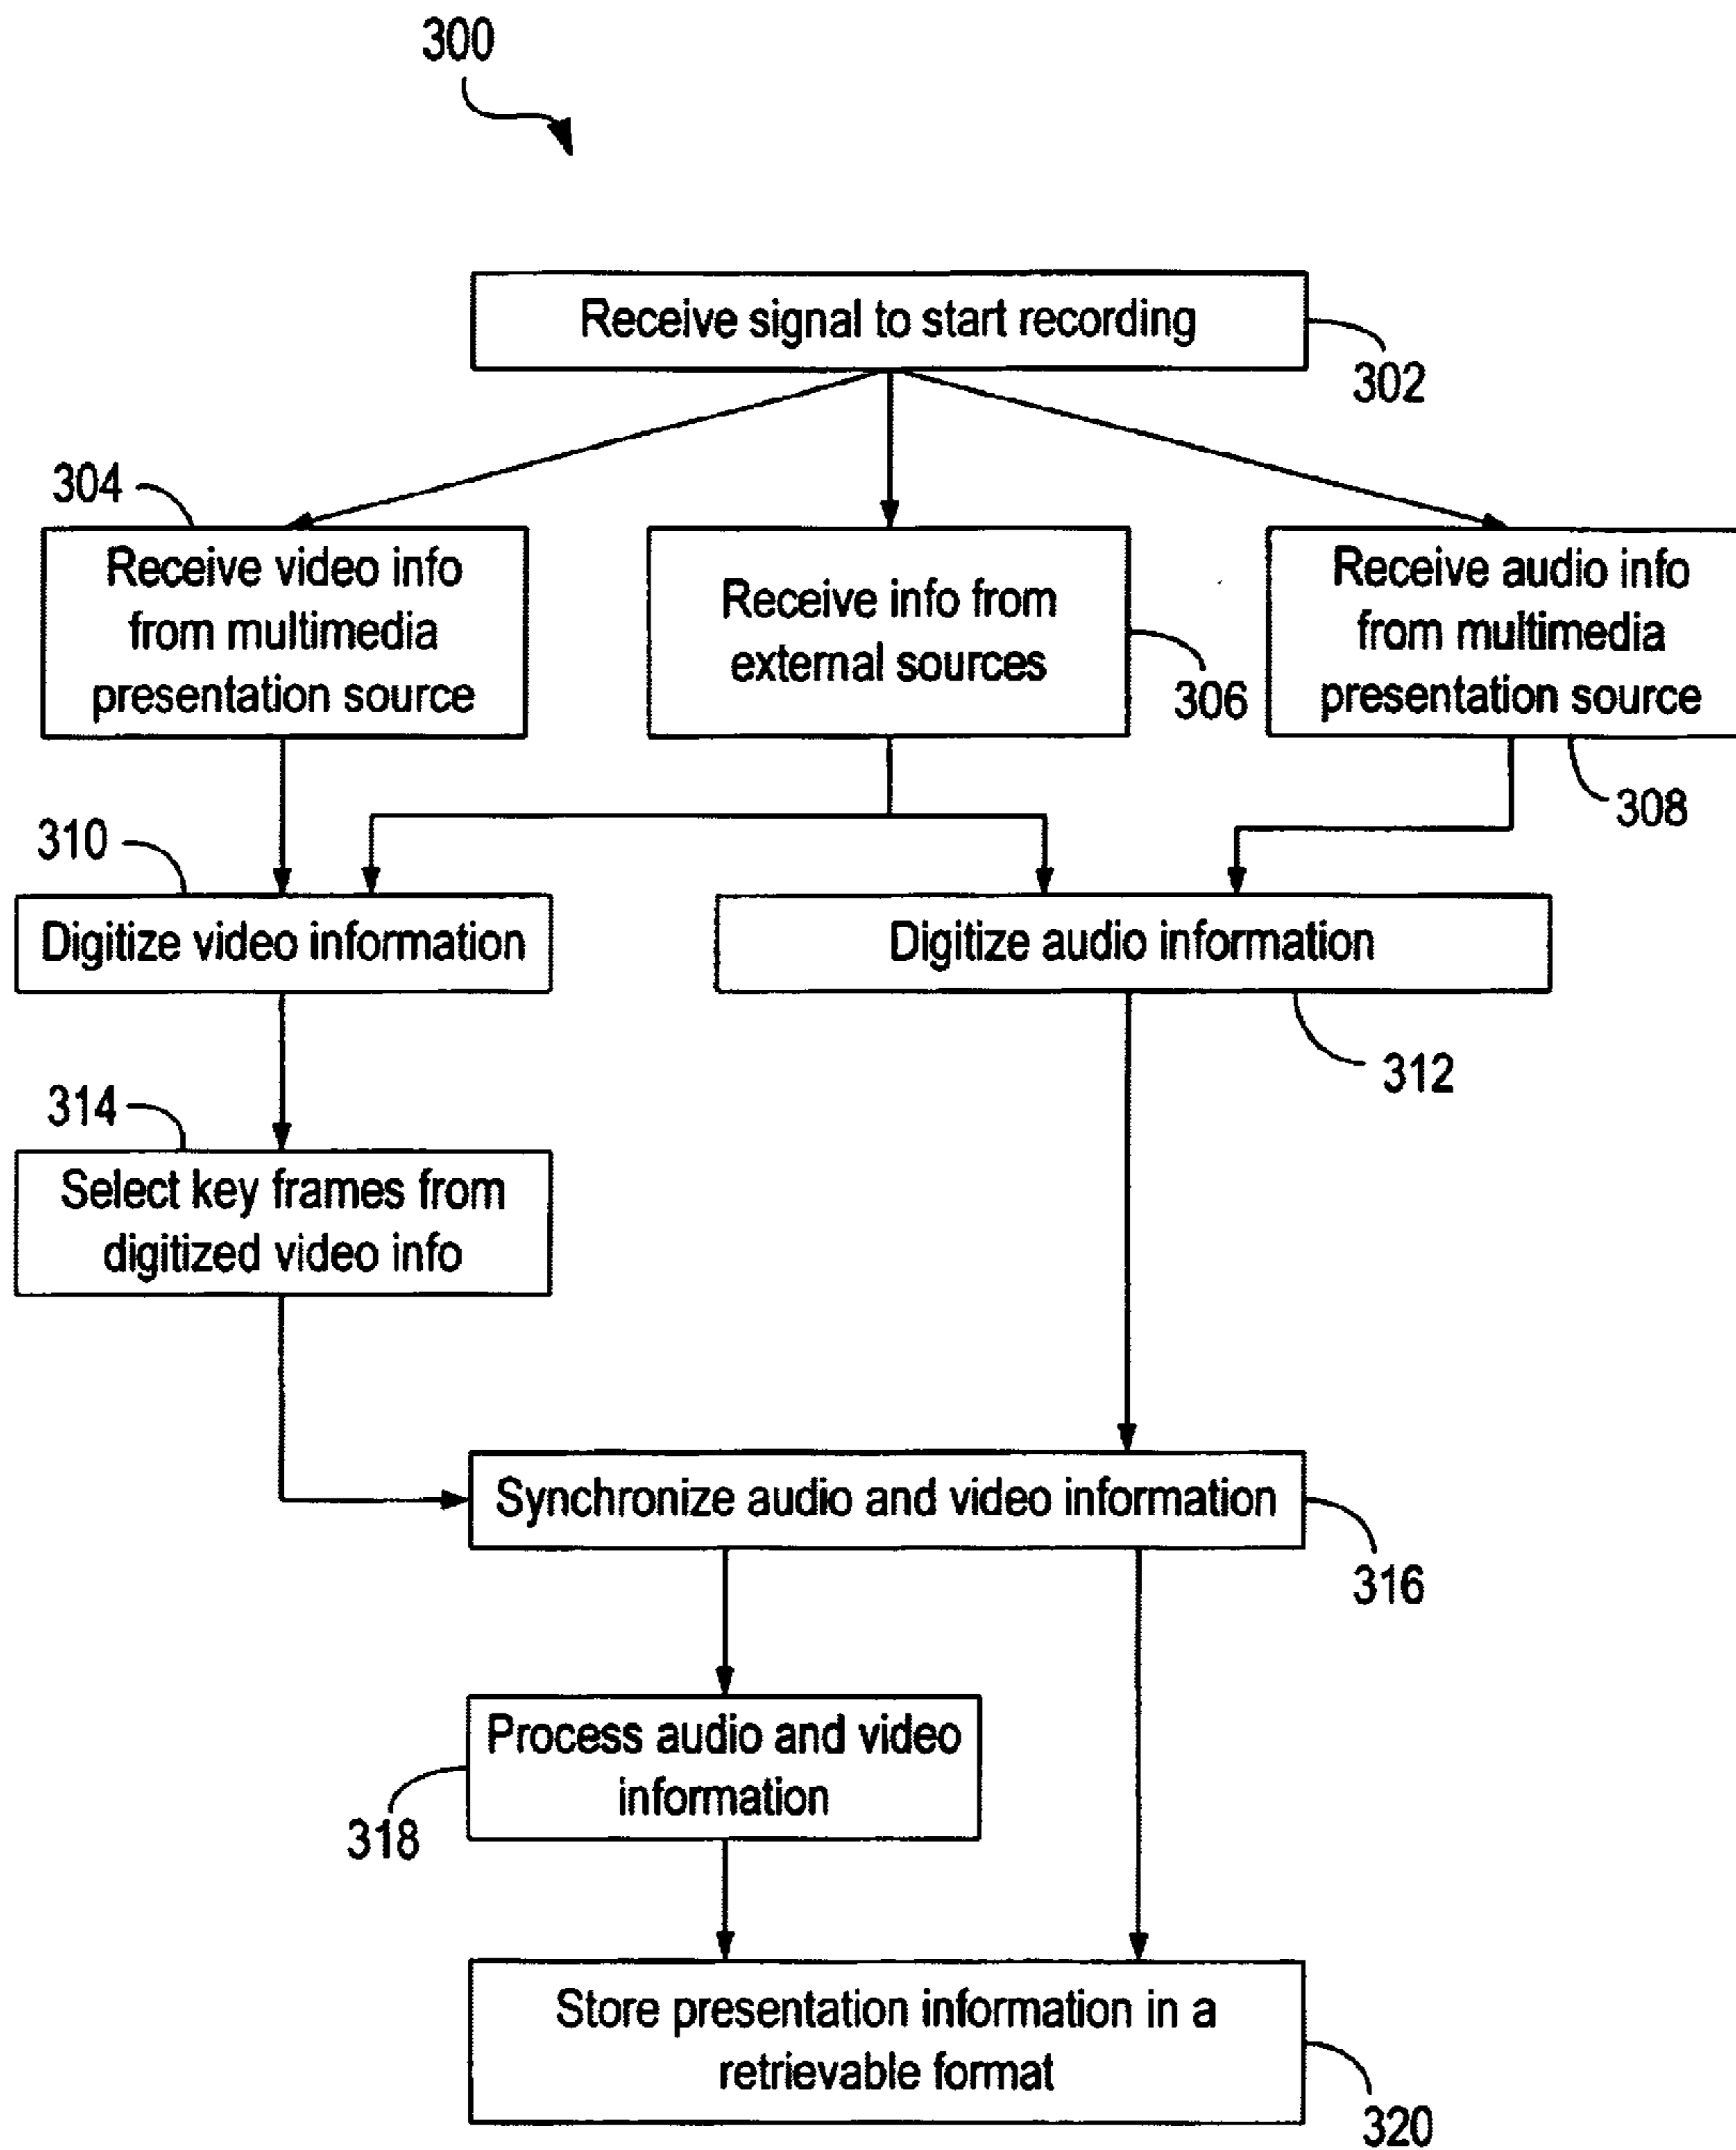 300
Receive signal to start recording
302
304
Receive video info
from multimedia
presentation source
Receive info from
external sources
306
Receive audio info
from multimedia
presentation source
308
310
Digitize video information
Digitize audio information
312
314
Select key frames from
digitized video info
Synchronize audio and video information
316
Process audio and video
information
318
Store presentation information in a
retrievable format
320